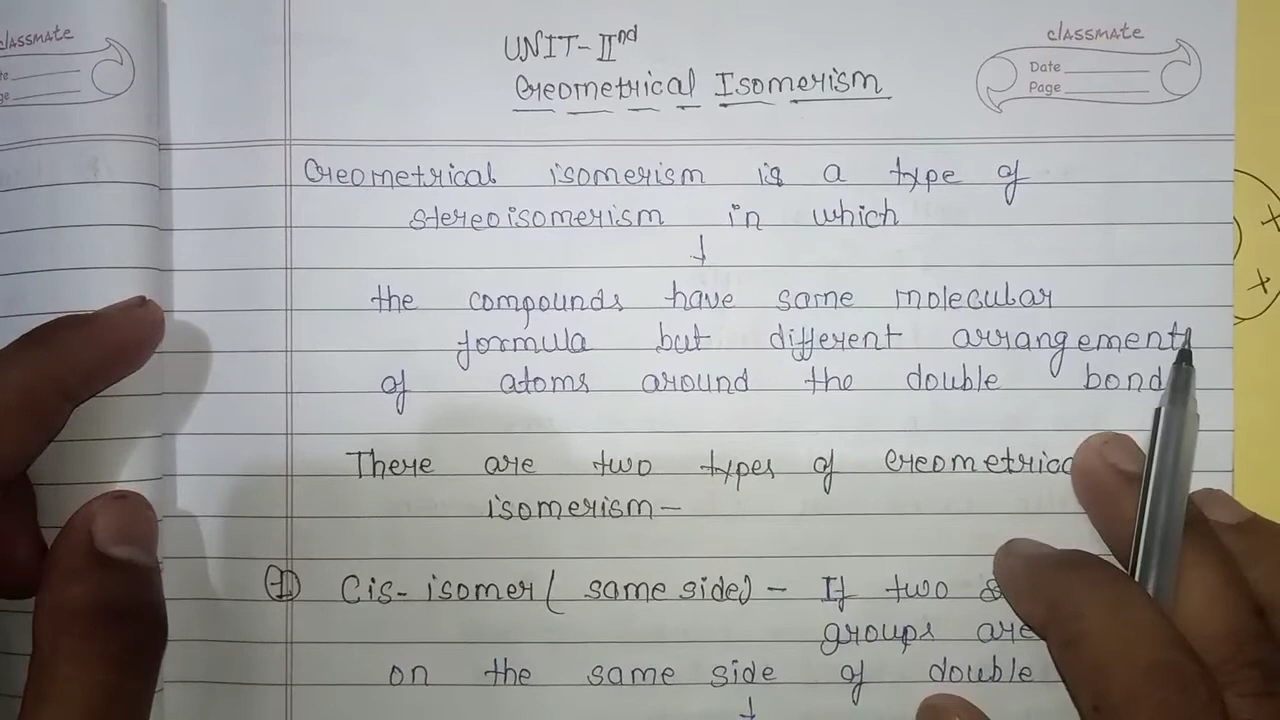 classmate
UNIT-IInd
Geometrical Isomerism
classmate
Date
Page
Geometrical isomerism is a type of
stereoisomerism in which
the compounds have same molecular
formula but different arrangements
of atoms around the double bond
There are two types of
isomerism-
I Cis-isomer (same side) - If two
groups are
on the same side of double